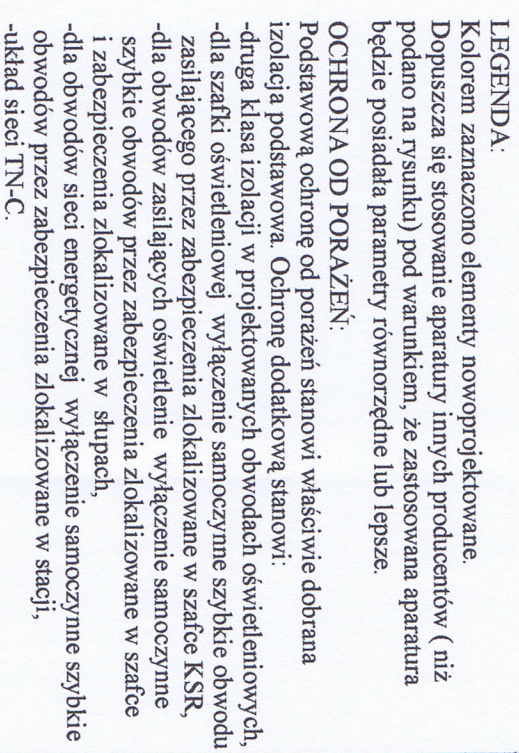 LEGENDA:
Kolorem zaznaczono elementy nowoprojektowane.
Dopuszcza się stosowanie aparatury innych producentów ( niż
podano na rysunku) pod warunkiem, że zastosowana aparatura
będzie posiadała parametry równorzędne lub lepsze.
OCHRONA OD PORAŻEŃ:
Podstawową ochronę od porażeń stanowi właściwie dobrana
izolacja podstawowa. Ochronę dodatkową stanowi:
-druga klasa izolacji w projektowanych obwodach oświetleniowych,
-dla szafki oświetleniowej wyłączenie samoczynne szybkie obwodu
zasilającego przez zabezpieczenia zlokalizowane w szafce KSR,
-dla obwodów zasilających oświetlenie wyłączenie samoczynne
szybkie obwodów przez zabezpieczenia zlokalizowane w szafce
i zabezpieczenia zlokalizowane w słupach,
-dla obwodów sieci energetycznej wyłączenie samoczynne szybkie
obwodów przez zabezpieczenia zlokalizowane w stacji,
-układ sieci TN-C.